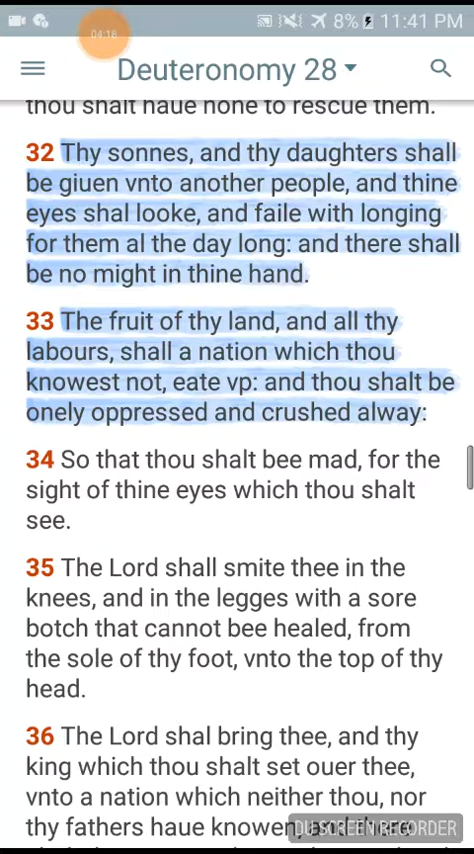 8% 11:41 PM
04:18
Deuteronomy 28
thou shalt haue none to rescue them.
32 Thy sonnes, and thy daughters shall
be giuen vnto another people, and thine
eyes shal looke, and faile with longing
for them al the day long: and there shall
be no might in thine hand.
33 The fruit of thy land, and all thy
labours, shall a nation which thou
knowest not, eate vp: and thou shalt be
onely oppressed and crushed alway:
34 So that thou shalt bee mad, for the
sight of thine eyes which thou shalt
see.
35 The Lord shall smite thee in the
knees, and in the legges with a sore
botch that cannot bee healed, from
the sole of thy foot, vnto the top of thy
head.
36 The Lord shal bring thee, and thy
king which thou shalt set ouer thee,
vnto a nation which neither thou, nor
thy fathers haue knowen, and there
DU SCREEN RECORDER